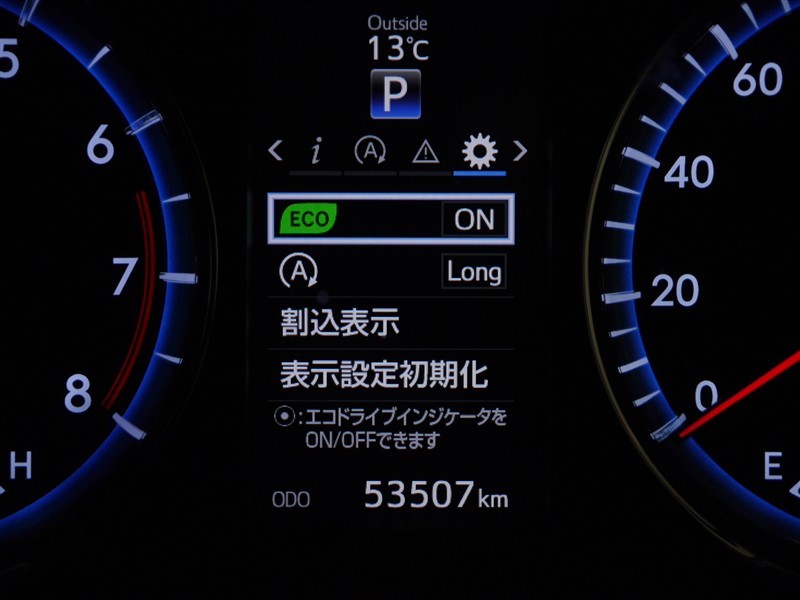 Outside
13℃
P
< i A ! >
ECO ON
A Long
割込表示
表示設定初期化
⦿:エコドライブインジケータを
ON/OFFできます
ODO 53507km
5
6
7
8
H
60
40
20
0
E